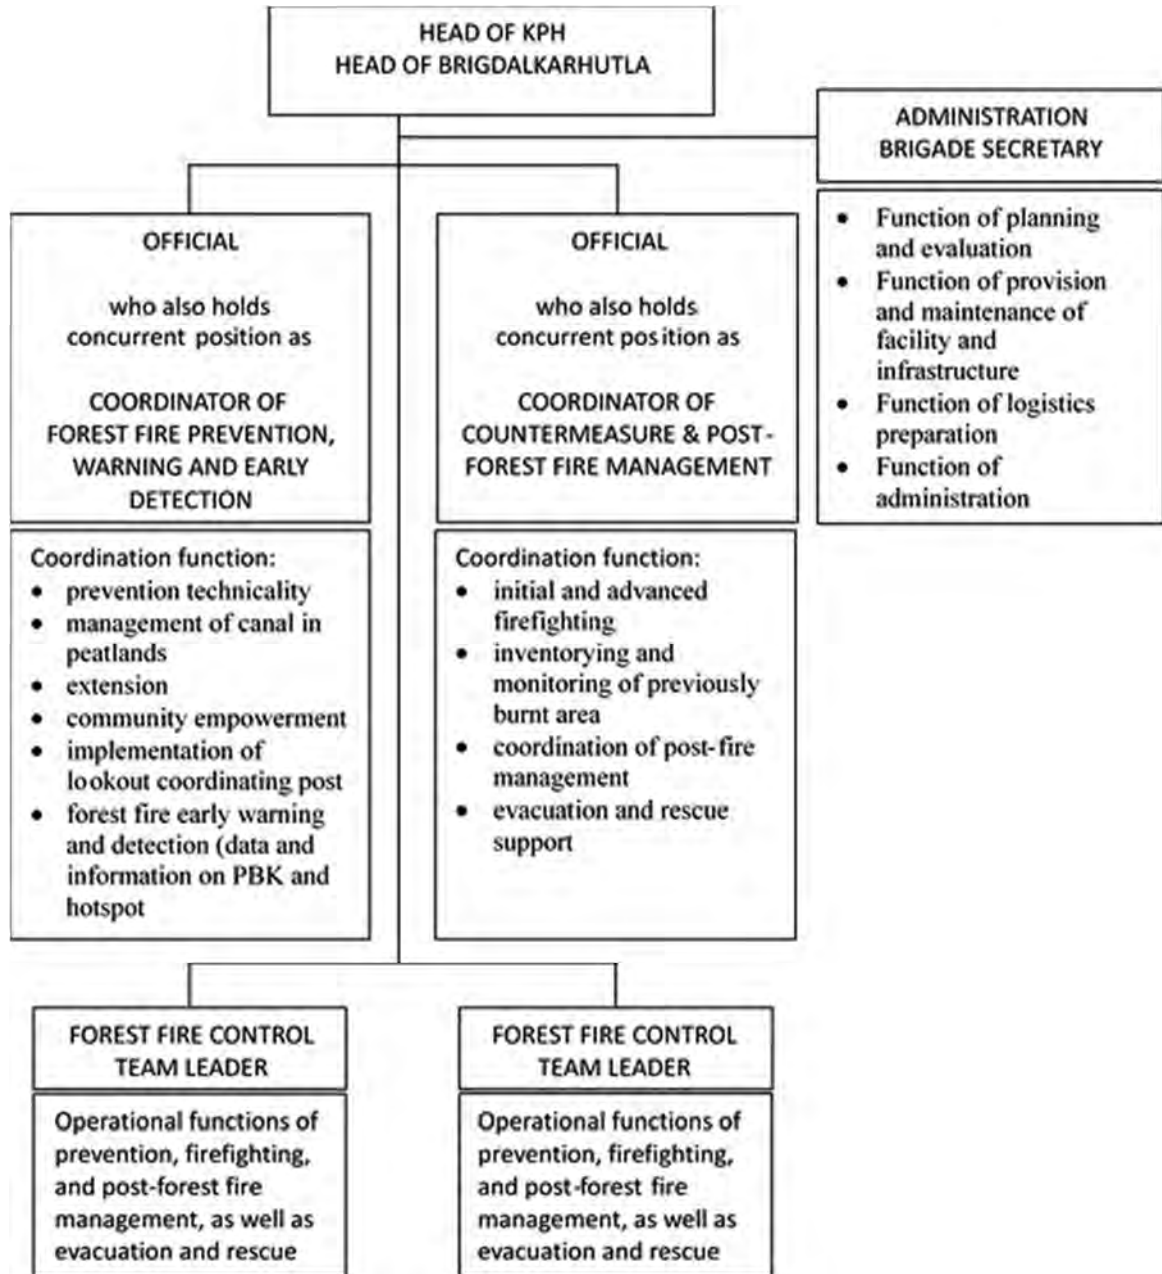 HEAD OF KPH
HEAD OF BRIGDALKARHUTLA
ADMINISTRATION
BRIGADE SECRETARY
• Function of planning
and evaluation
• Function of provision
and maintenance of
facility and
infrastructure
• Function of logistics
preparation
• Function of
administration
OFFICIAL
who also holds
concurrent position as
COORDINATOR OF
FOREST FIRE PREVENTION,
WARNING AND EARLY
DETECTION
Coordination function:
• prevention technicality
• management of canal in
peatlands
• extension
• community empowerment
• implementation of
lookout coordinating post
• forest fire early warning
and detection (data and
information on PBK and
hotspot
OFFICIAL
who also holds
concurrent position as
COORDINATOR OF
COUNTERMEASURE & POST-
FOREST FIRE MANAGEMENT
Coordination function:
• initial and advanced
firefighting
• inventorying and
monitoring of previously
burnt area
• coordination of post-fire
management
• evacuation and rescue
support
FOREST FIRE CONTROL
TEAM LEADER
Operational functions of
prevention, firefighting,
and post-forest fire
management, as well as
evacuation and rescue
FOREST FIRE CONTROL
TEAM LEADER
Operational functions of
prevention, firefighting,
and post-forest fire
management, as well as
evacuation and rescue